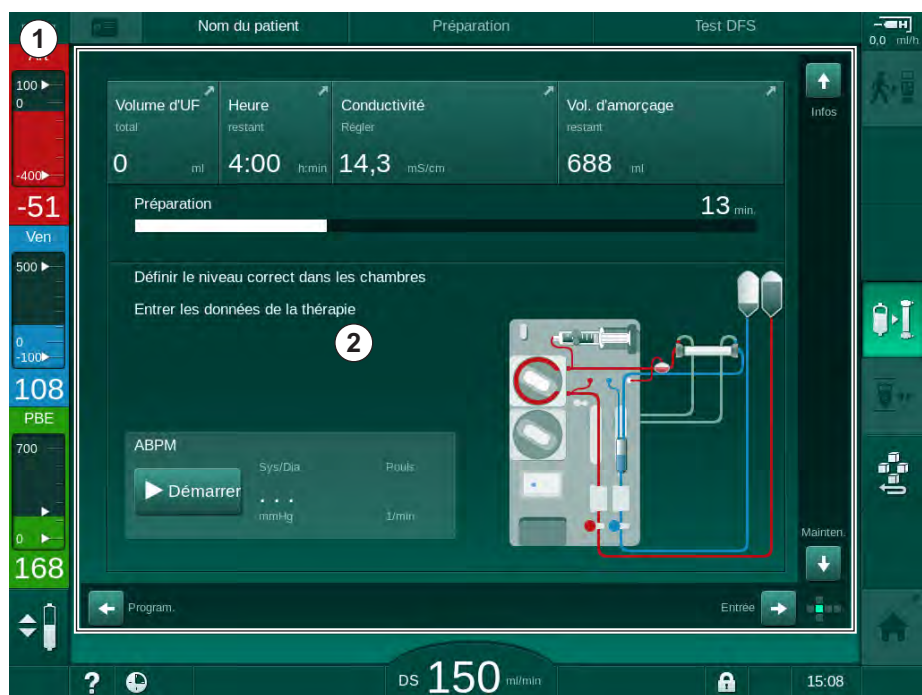 1
Nom du patient
Préparation
Test DFS
0,0 ml/h
100
0
-400
-51
Ven
500
0
-100
108
PBE
700
0
168
Volume d'UF
total
0 ml
Heure
restant
4:00 h:min
Conductivité
Régler
14,3 mS/cm
Vol. d'amorçage
restant
688 ml
Infos
Préparation
13 min.
Définir le niveau correct dans les chambres
Entrer les données de la thérapie
2
ABPM
Sys/Dia
Pouls
Démarrer
. . .
mmHg
1/min
Mainten.
Program.
Entrée
?
DS 150 ml/min
15:08